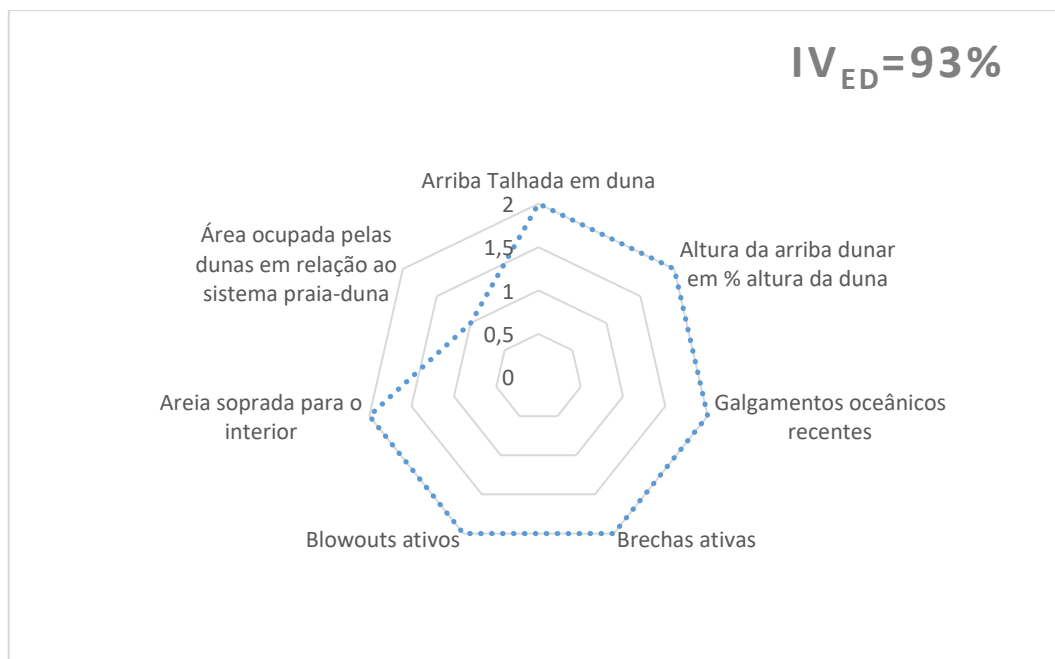 IVED=93%
Arriba Talhada em duna
2
1,5
1
0,5
0
Altura da arriba dunar
em % altura da duna
Galgamentos oceânicos
recentes
Brechas ativas
Blowouts ativos
Areia soprada para o
interior
Área ocupada pelas
dunas em relação ao
sistema praia-duna